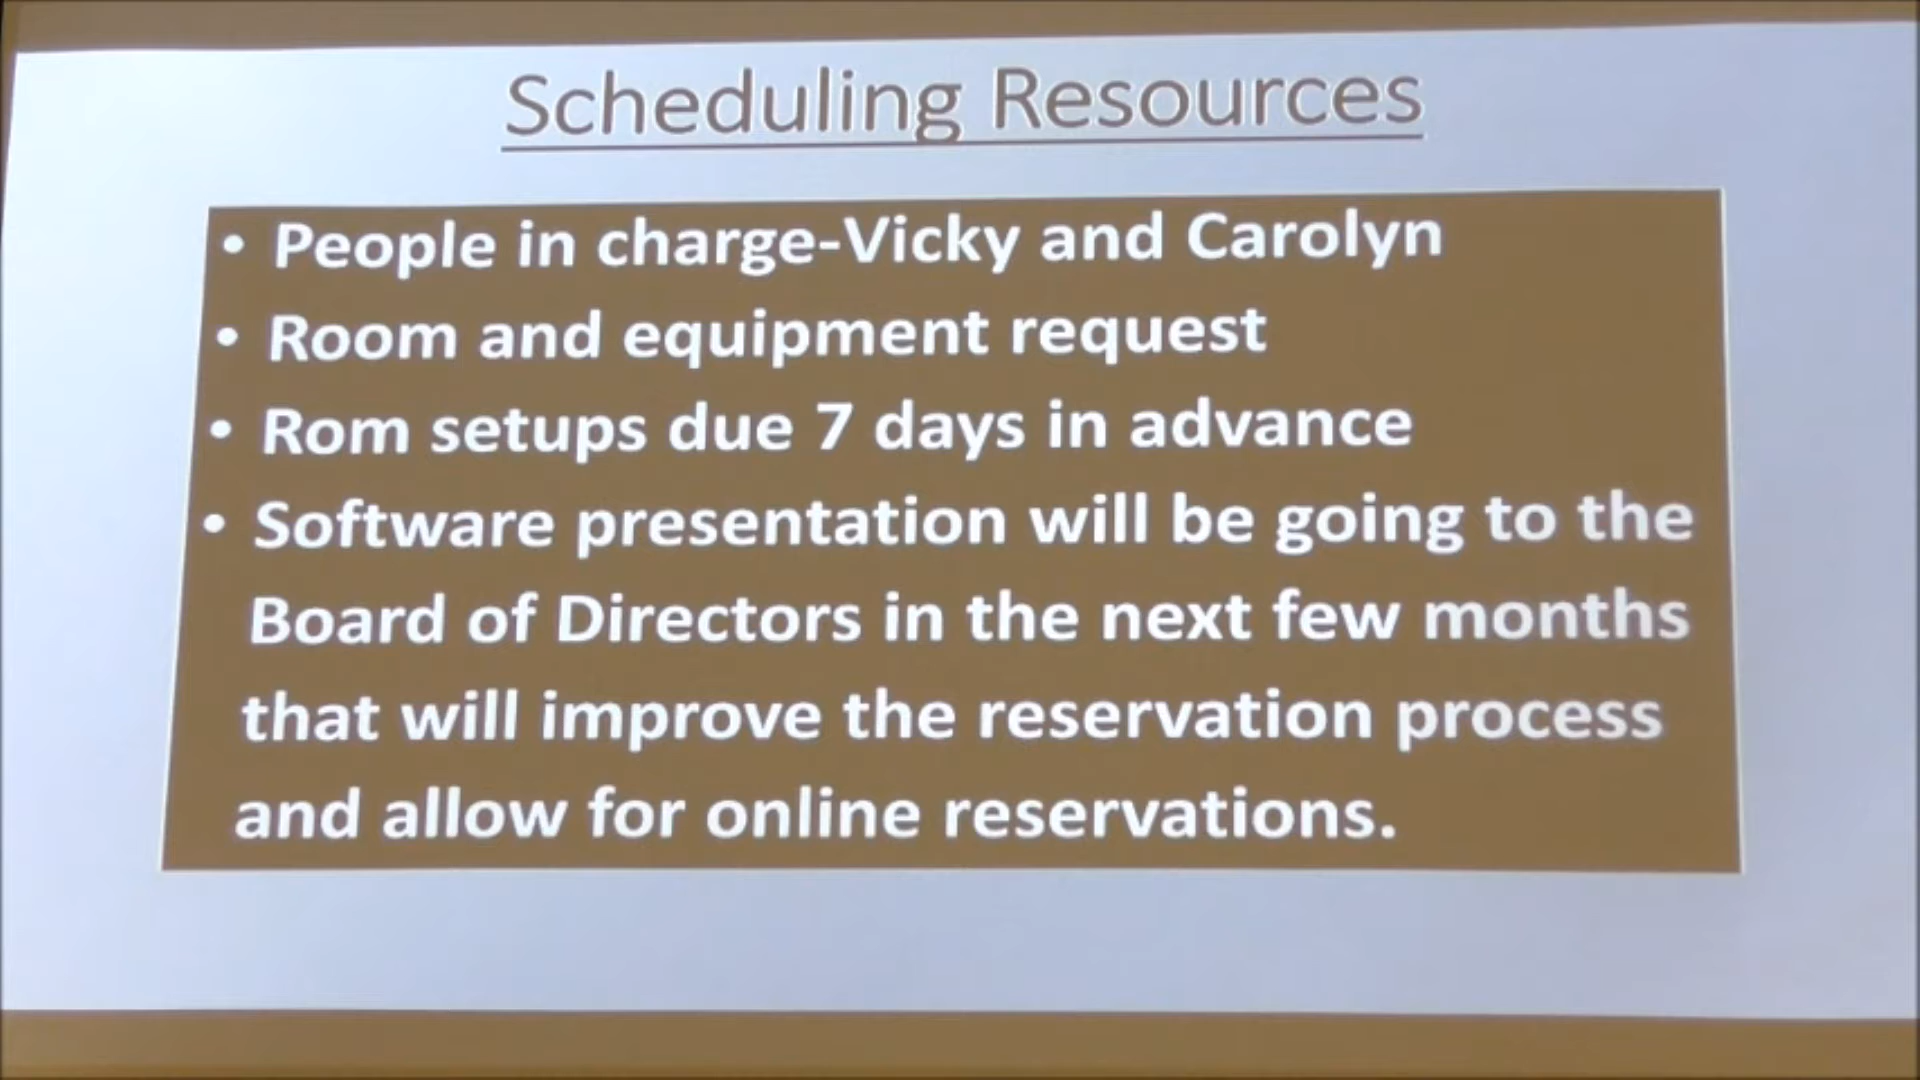 Scheduling Resources
• People in charge-Vicky and Carolyn
• Room and equipment request
• Rom setups due 7 days in advance
• Software presentation will be going to the
Board of Directors in the next few months
that will improve the reservation process
and allow for online reservations.